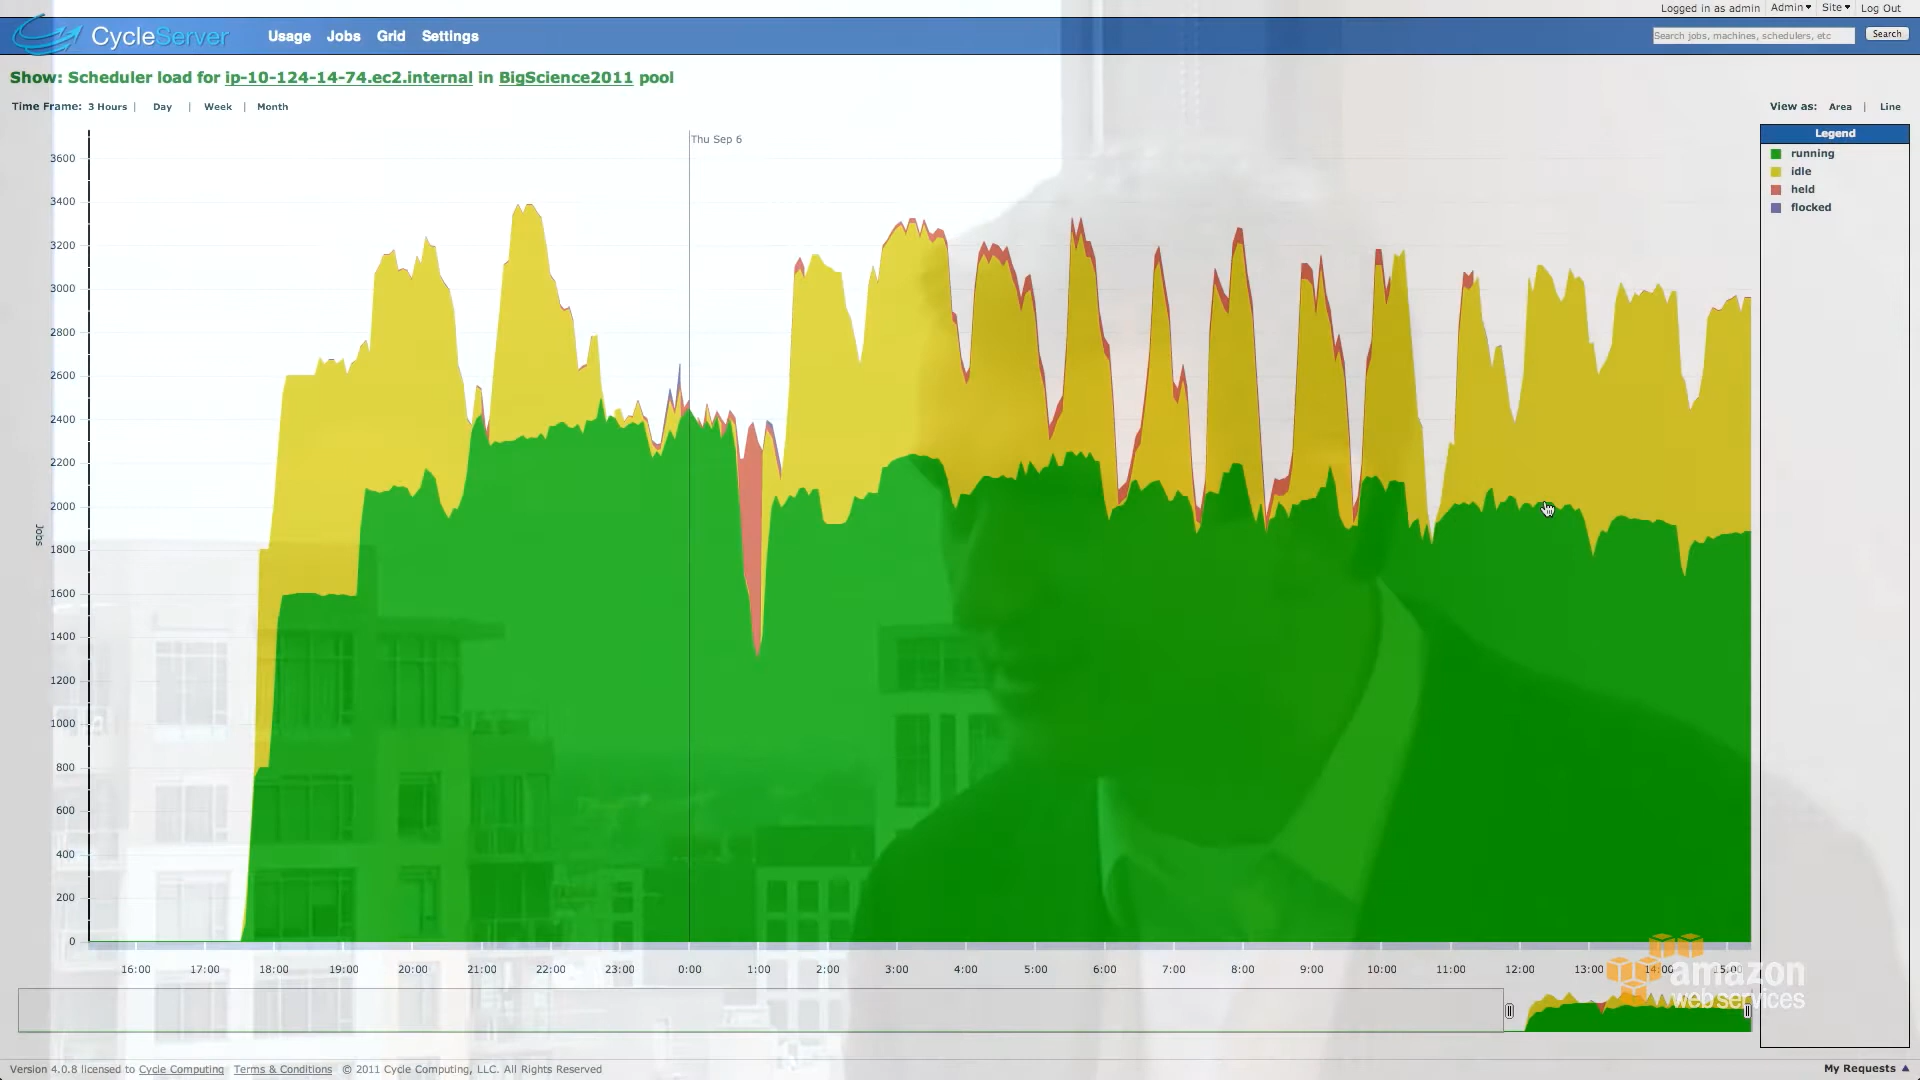 Logged in as admin Admin Site Log Out
CycleServer Usage Jobs Grid Settings Search jobs, machines, schedulers, etc Search
Show: Scheduler load for ip-10-124-14-74.ec2.internal in BigScience2011 pool
Time Frame: 3 Hours | Day | Week | Month View as: Area | Line
Legend
running
idle
held
flocked
Thu Sep 6
3600
3400
3200
3000
2800
2600
2400
2200
2000
1800
1600
1400
1200
1000
800
600
400
200
0
Jobs
16:00 17:00 18:00 19:00 20:00 21:00 22:00 23:00 0:00 1:00 2:00 3:00 4:00 5:00 6:00 7:00 8:00 9:00 10:00 11:00 12:00 13:00 14:00 15:00
amazon
web services
Version 4.0.8 licensed to Cycle Computing Terms & Conditions © 2011 Cycle Computing, LLC. All Rights Reserved My Requests